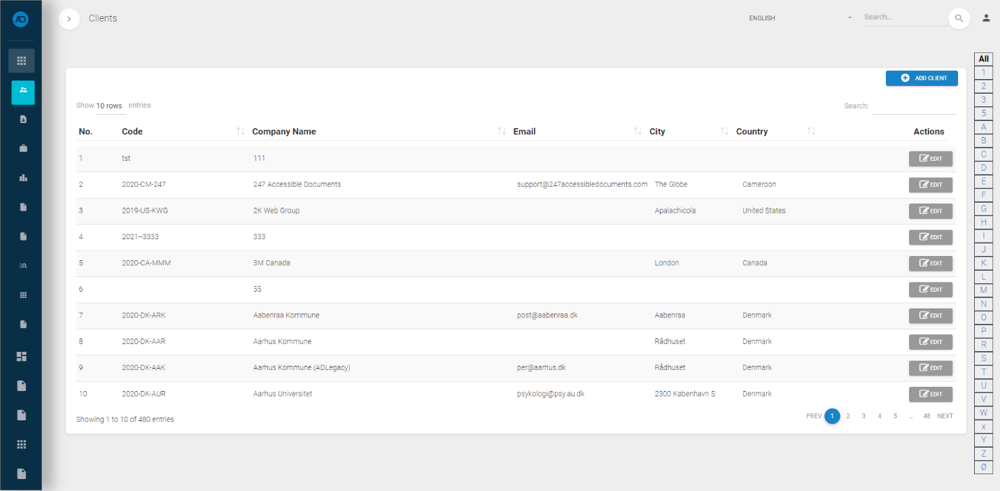 AD
Clients
ENGLISH
Search...
ADD CLIENT
Show 10 rows entries
Search:
No. Code Company Name Email City Country Actions
1 tst 111 EDIT
2 2020-CM-247 247 Accessible Documents support@247accessibledocuments.com The Globe Cameroon EDIT
3 2019-US-KWG 2K Web Group Apalachicola United States EDIT
4 2021--3333 333 EDIT
5 2020-CA-MMM 3M Canada London Canada EDIT
6 55 EDIT
7 2020-DK-ARK Aabenraa Kommune post@aabenraa.dk Aabenraa Denmark EDIT
8 2020-DK-AAR Aarhus Kommune Rådhuset Denmark EDIT
9 2020-DK-AAK Aarhus Kommune (ADLegacy) per@aarhus.dk Rådhuset Denmark EDIT
10 2020-DK-AUR Aarhus Universitet psykologi@psy.au.dk 2300 København S Denmark EDIT
Showing 1 to 10 of 480 entries
PREV 1 2 3 4 5 ... 48 NEXT
All
1
2
3
5
A
B
C
D
E
F
G
H
I
J
K
L
M
N
O
P
R
S
T
U
V
W
x
Y
Z
Ø